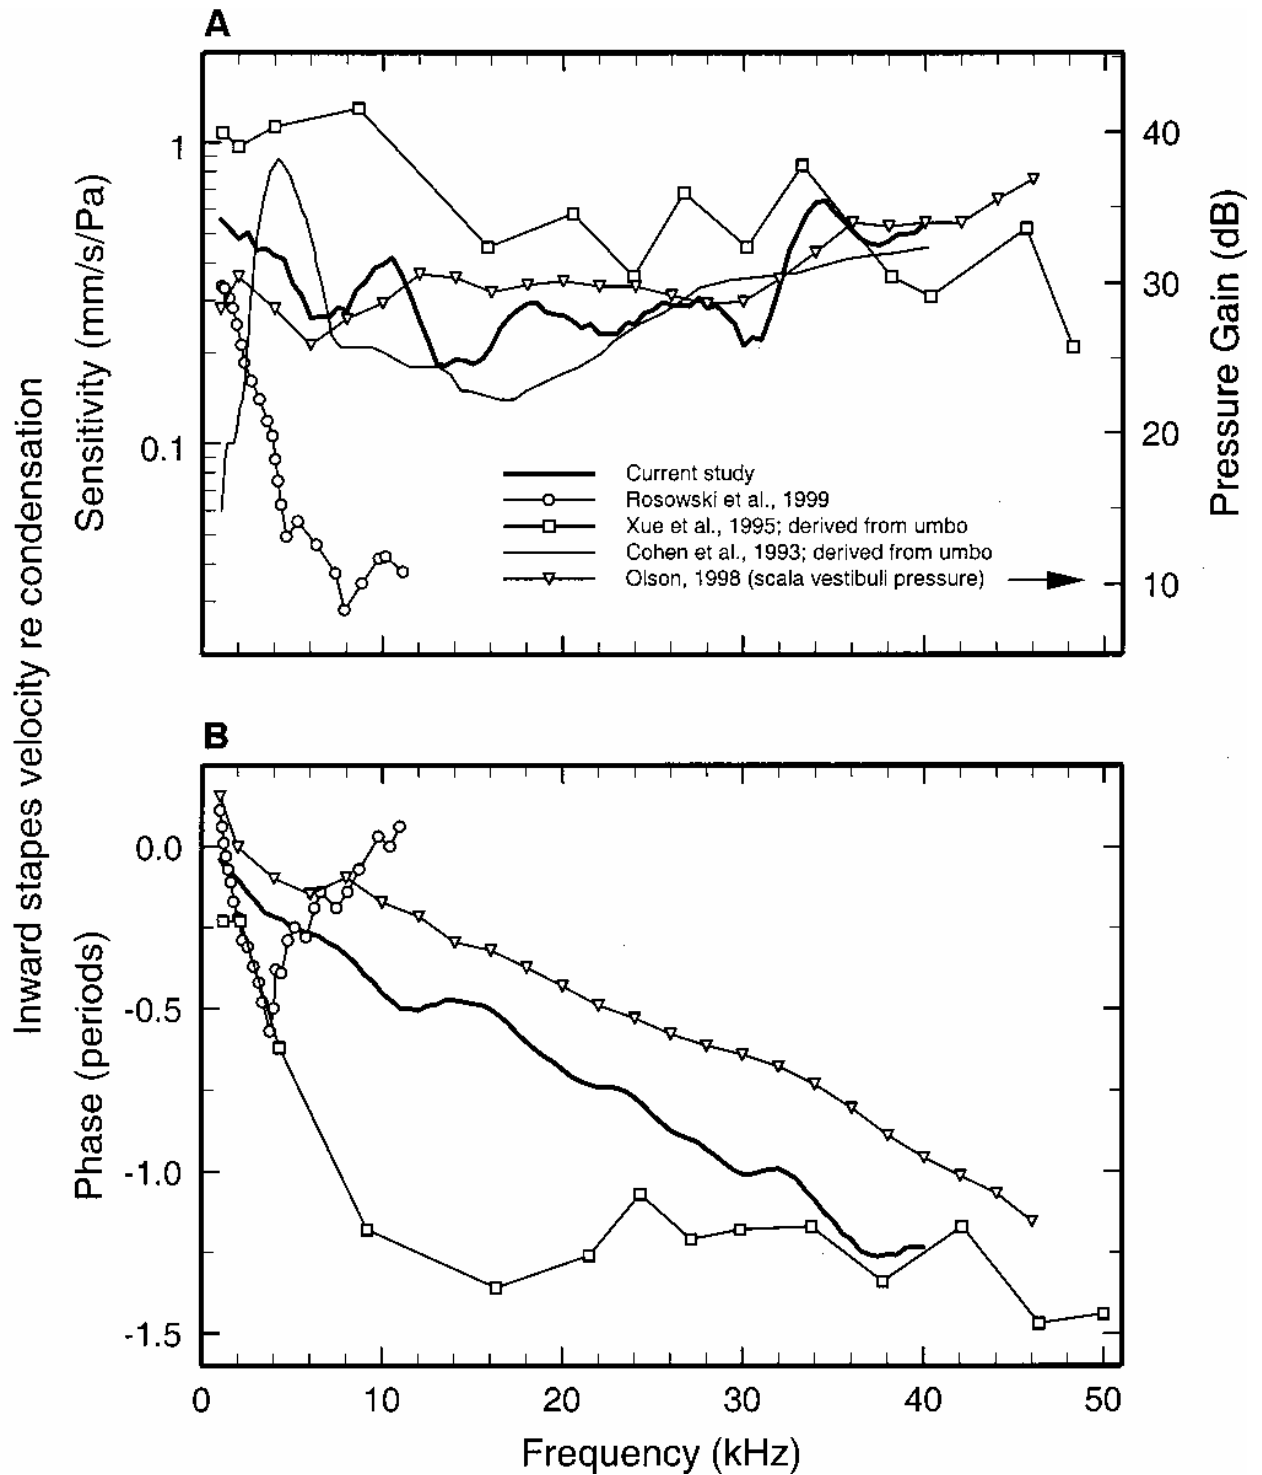 A
Inward stapes velocity re condensation
Sensitivity (mm/s/Pa)
1
0.1
40
30
20
10
Pressure Gain (dB)
Current study
Rosowski et al., 1999
Xue et al., 1995; derived from umbo
Cohen et al., 1993; derived from umbo
Olson, 1998 (scala vestibuli pressure)
B
Phase (periods)
0.0
-0.5
-1.0
-1.5
0 10 20 30 40 50
Frequency (kHz)